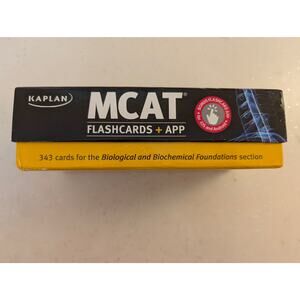 KAPLAN
MCAT®
FLASHCARDS + APP
343 cards for the Biological and Biochemical Foundations section